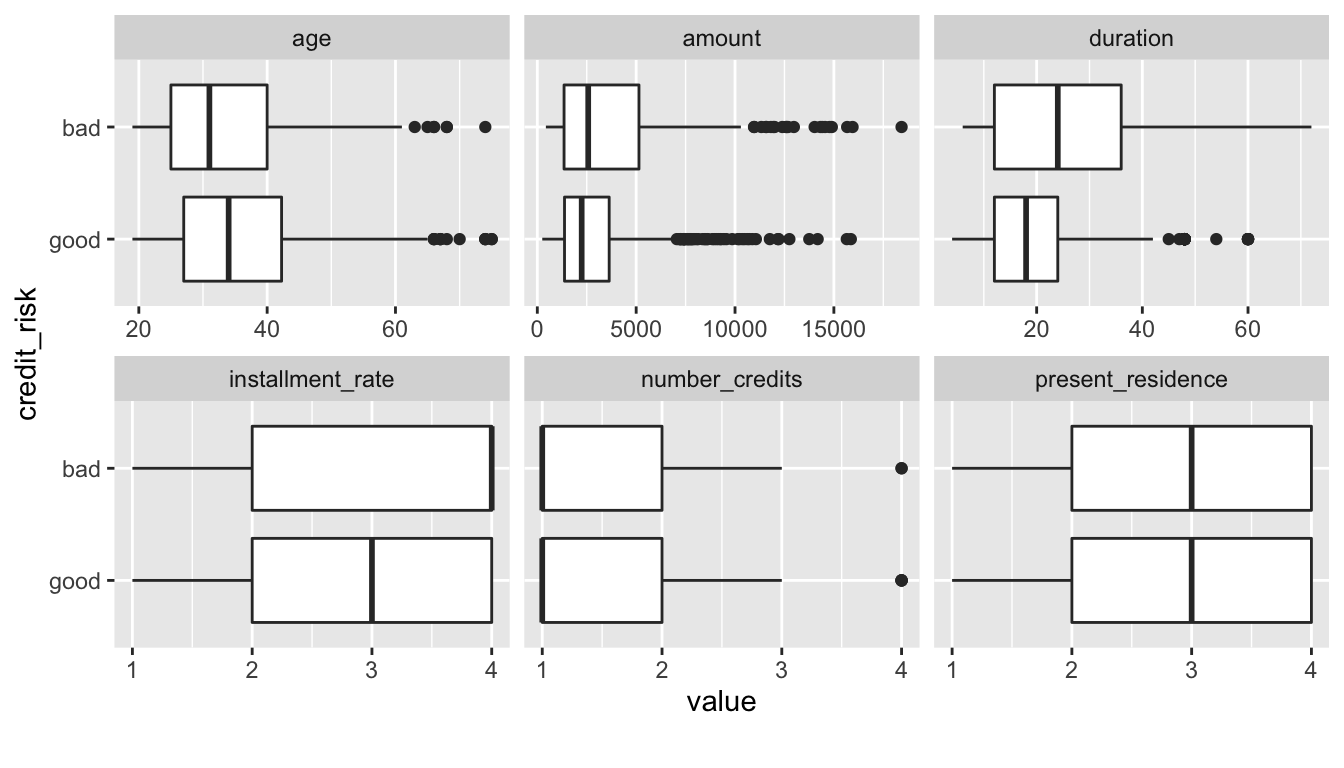 age amount duration
bad
good
20 40 60 0 5000 10000 15000 20 40 60
credit_risk
installment_rate number_credits present_residence
bad
good
1 2 3 4 1 2 3 4 1 2 3 4
value